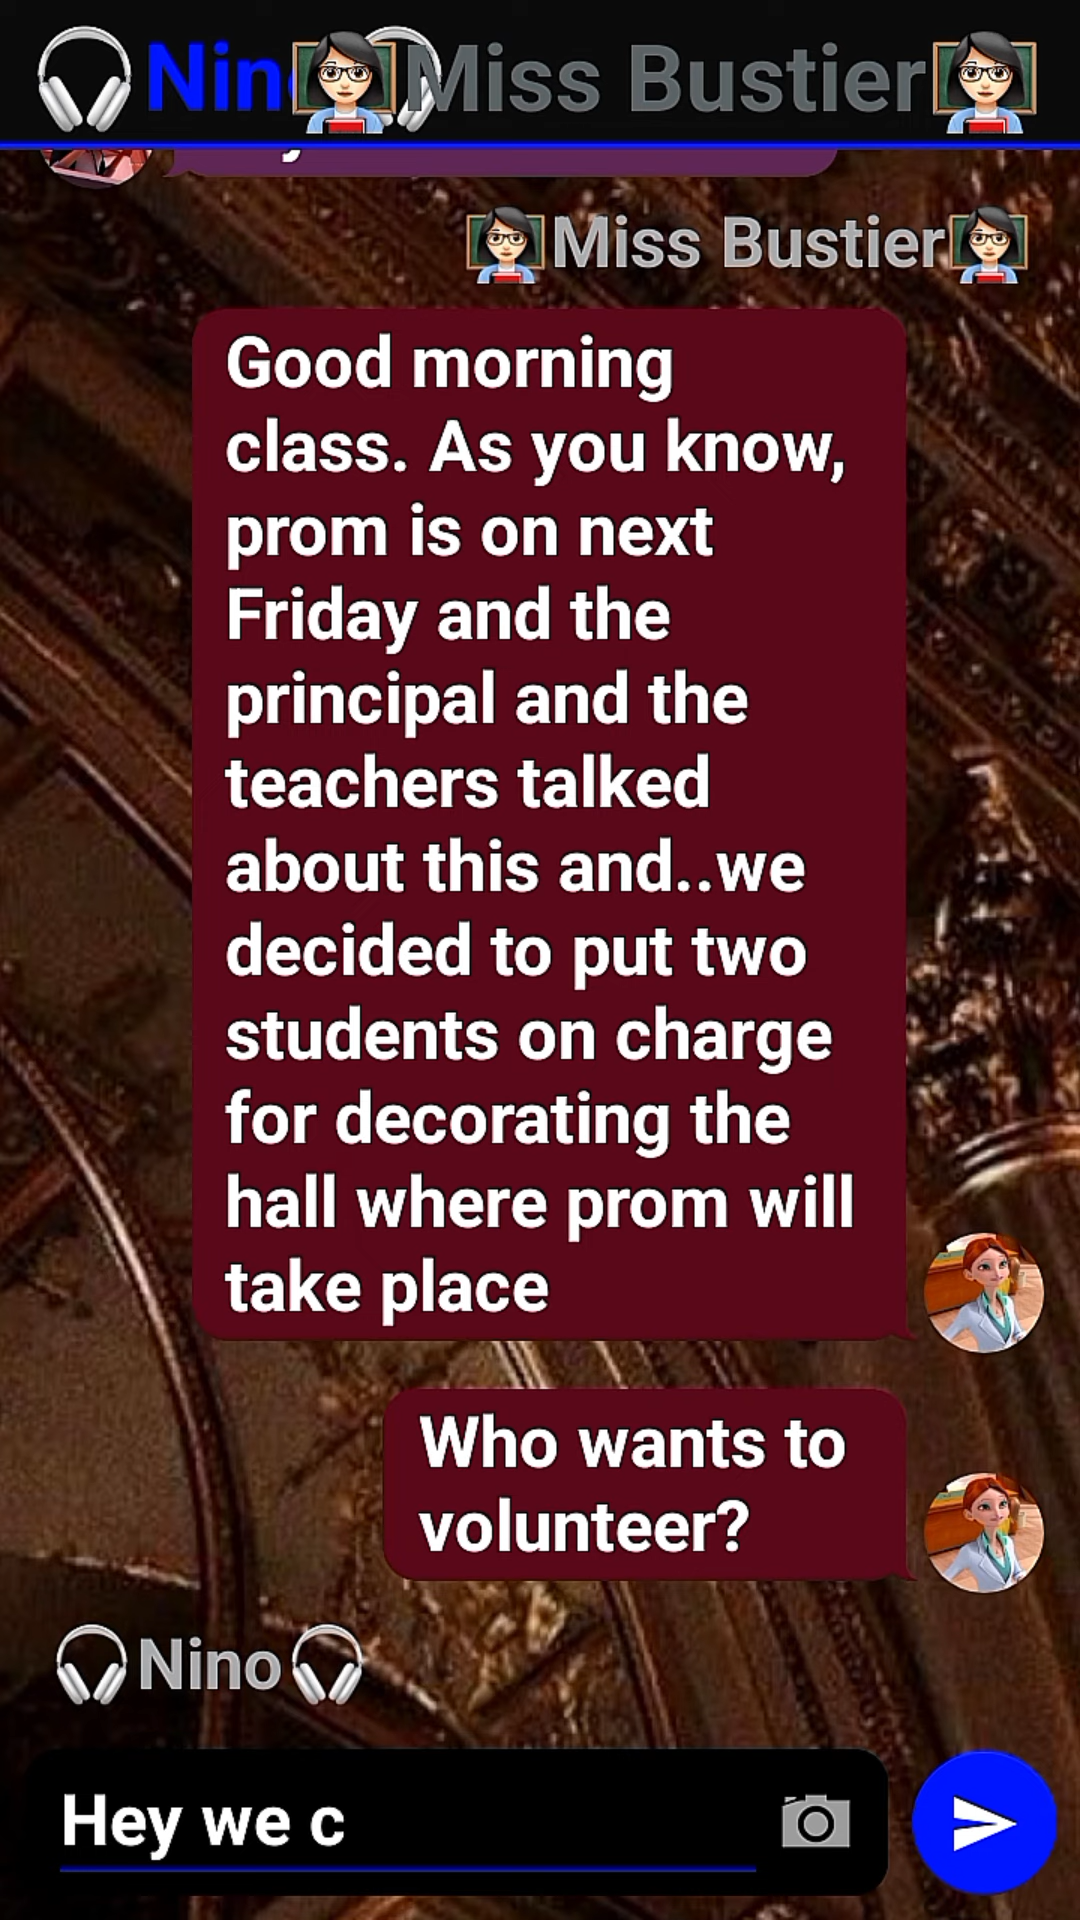 Nin Miss Bustier
Miss Bustier
Good morning
class. As you know,
prom is on next
Friday and the
principal and the
teachers talked
about this and..we
decided to put two
students on charge
for decorating the
hall where prom will
take place
Who wants to
volunteer?
Nino
Hey we c